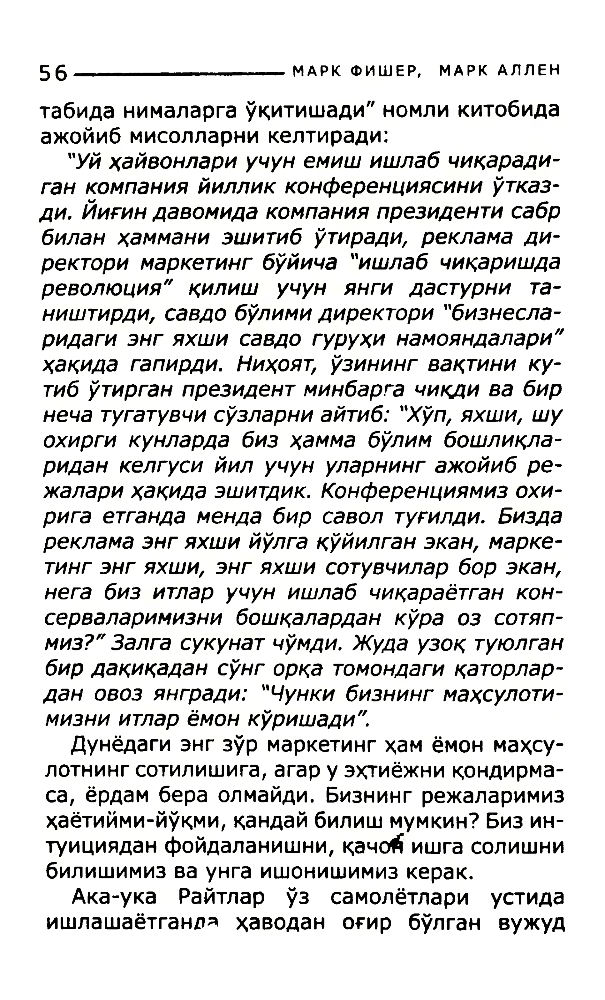 56 МАРК ФИШЕР, МАРК АЛЛЕН
табида нималарга ўқитишади" номли китобида
ажойиб мисолларни келтиради:
"Уй ҳайвонлари учун емиш ишлаб чиқаради-
ган компания йиллик конференциясини ўтказ-
ди. Йиғин давомида компания президенти сабр
билан ҳаммани эшитиб ўтиради, реклама ди-
ректори маркетинг бўйича "ишлаб чиқаришда
революция" қилиш учун янги дастурни та-
ништирди, савдо бўлими директори "бизнесла-
ридаги энг яхши савдо гуруҳи намояндалари"
ҳақида гапирди. Ниҳоят, ўзининг вақтини ку-
тиб ўтирган президент минбарга чиқди ва бир
неча тугатувчи сўзларни айтиб: "Хўп, яхши, шу
охирги кунларда биз ҳамма бўлим бошлиқла-
ридан келгуси йил учун уларнинг ажойиб ре-
жалари ҳақида эшитдик. Конференциямиз охи-
рига етганда менда бир савол туғилди. Бизда
реклама энг яхши йўлга қўйилган экан, марке-
тинг энг яхши, энг яхши сотувчилар бор экан,
нега биз итлар учун ишлаб чиқараётган кон-
серваларимизни бошқалардан кўра оз сотяп-
миз?" Залга сукунат чўмди. Жуда узоқ туюлган
бир дақиқадан сўнг орқа томондаги қаторлар-
дан овоз янгради: "Чунки бизнинг маҳсулоти-
мизни итлар ёмон кўришади".
Дунёдаги энг зўр маркетинг ҳам ёмон маҳсу-
лотнинг сотилишига, агар у эҳтиёжни қондирма-
са, ёрдам бера олмайди. Бизнинг режаларимиз
ҳаётийми-йўқми, қандай билиш мумкин? Биз ин-
туициядан фойдаланишни, қачон ишга солишни
билишимиз ва унга ишонишимиз керак.
Ака-ука Райтлар ўз самолётлари устида
ишлашаётганда ҳаводан оғир бўлган вужуд